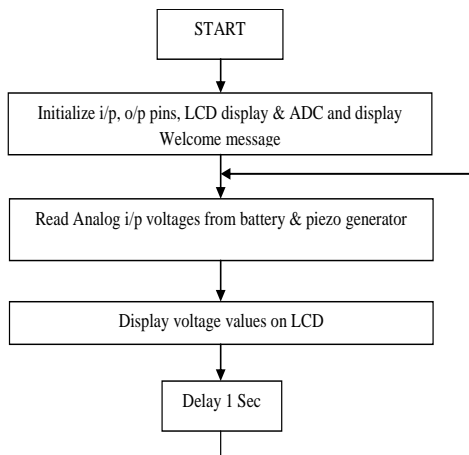 START
Initialize i/p, o/p pins, LCD display & ADC and display
Welcome message
Read Analog i/p voltages from battery & piezo generator
Display voltage values on LCD
Delay 1 Sec